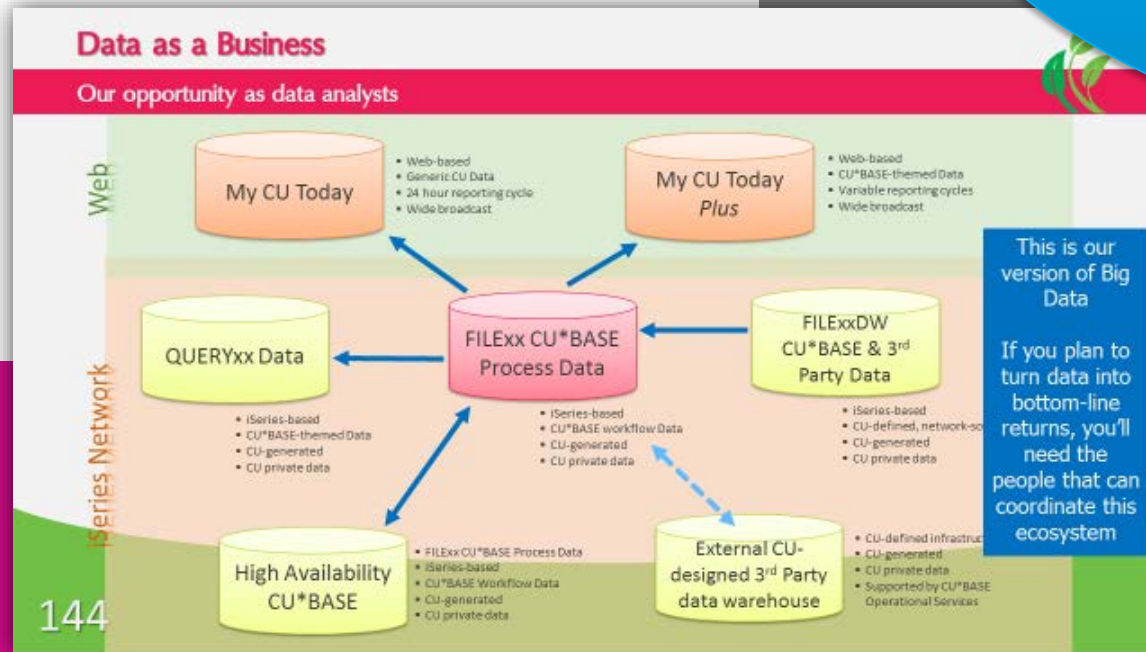 Data as a Business
Our opportunity as data analysts
Web
My CU Today
• Web-based
• Generic CU Data
• 24 hour reporting cycle
• Wide broadcast
My CU Today
Plus
• Web-based
• CU*BASE-themed Data
• Variable reporting cycles
• Wide broadcast
This is our
version of Big
Data
If you plan to
turn data into
bottom-line
returns, you'll
need the
people that can
coordinate this
ecosystem
iSeries Network
QUERYxx Data
• iSeries-based
• CU*BASE-themed Data
• CU-generated
• CU private data
FILExx CU*BASE
Process Data
• iSeries-based
• CU*BASE workflow Data
• CU-generated
• CU private data
FILExxDW
CU*BASE & 3rd
Party Data
• iSeries-based
• CU-defined,
• CU-generated
• CU private data
High Availability
CU*BASE
• FILExx CU*BASE Process Data
• iSeries-based
• CU*BASE Workflow Data
• CU-generated
• CU private data
External CU-
designed 3rd Party
data warehouse
• CU-defined
• CU-generated
• CU private data
• Supported by CU*BASE
Operational Services
144